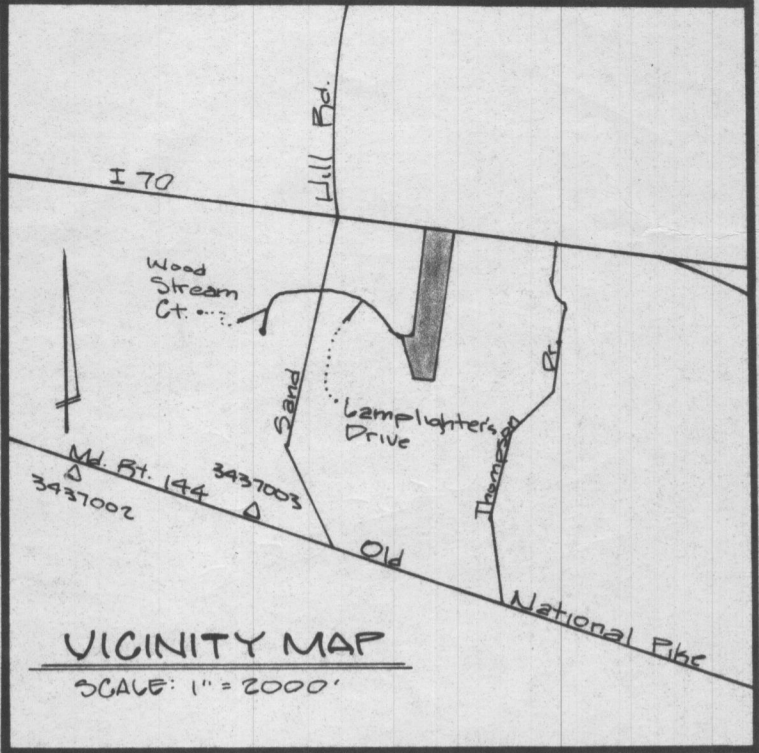 Hill Rd.
I 70
Wood
Stream
Ct.
Sand
Lamplighter's
Drive
Thompson Dr.
Md. Rt. 144
3437002
3437003
Old National Pike
VICINITY MAP
SCALE: 1" = 2000'